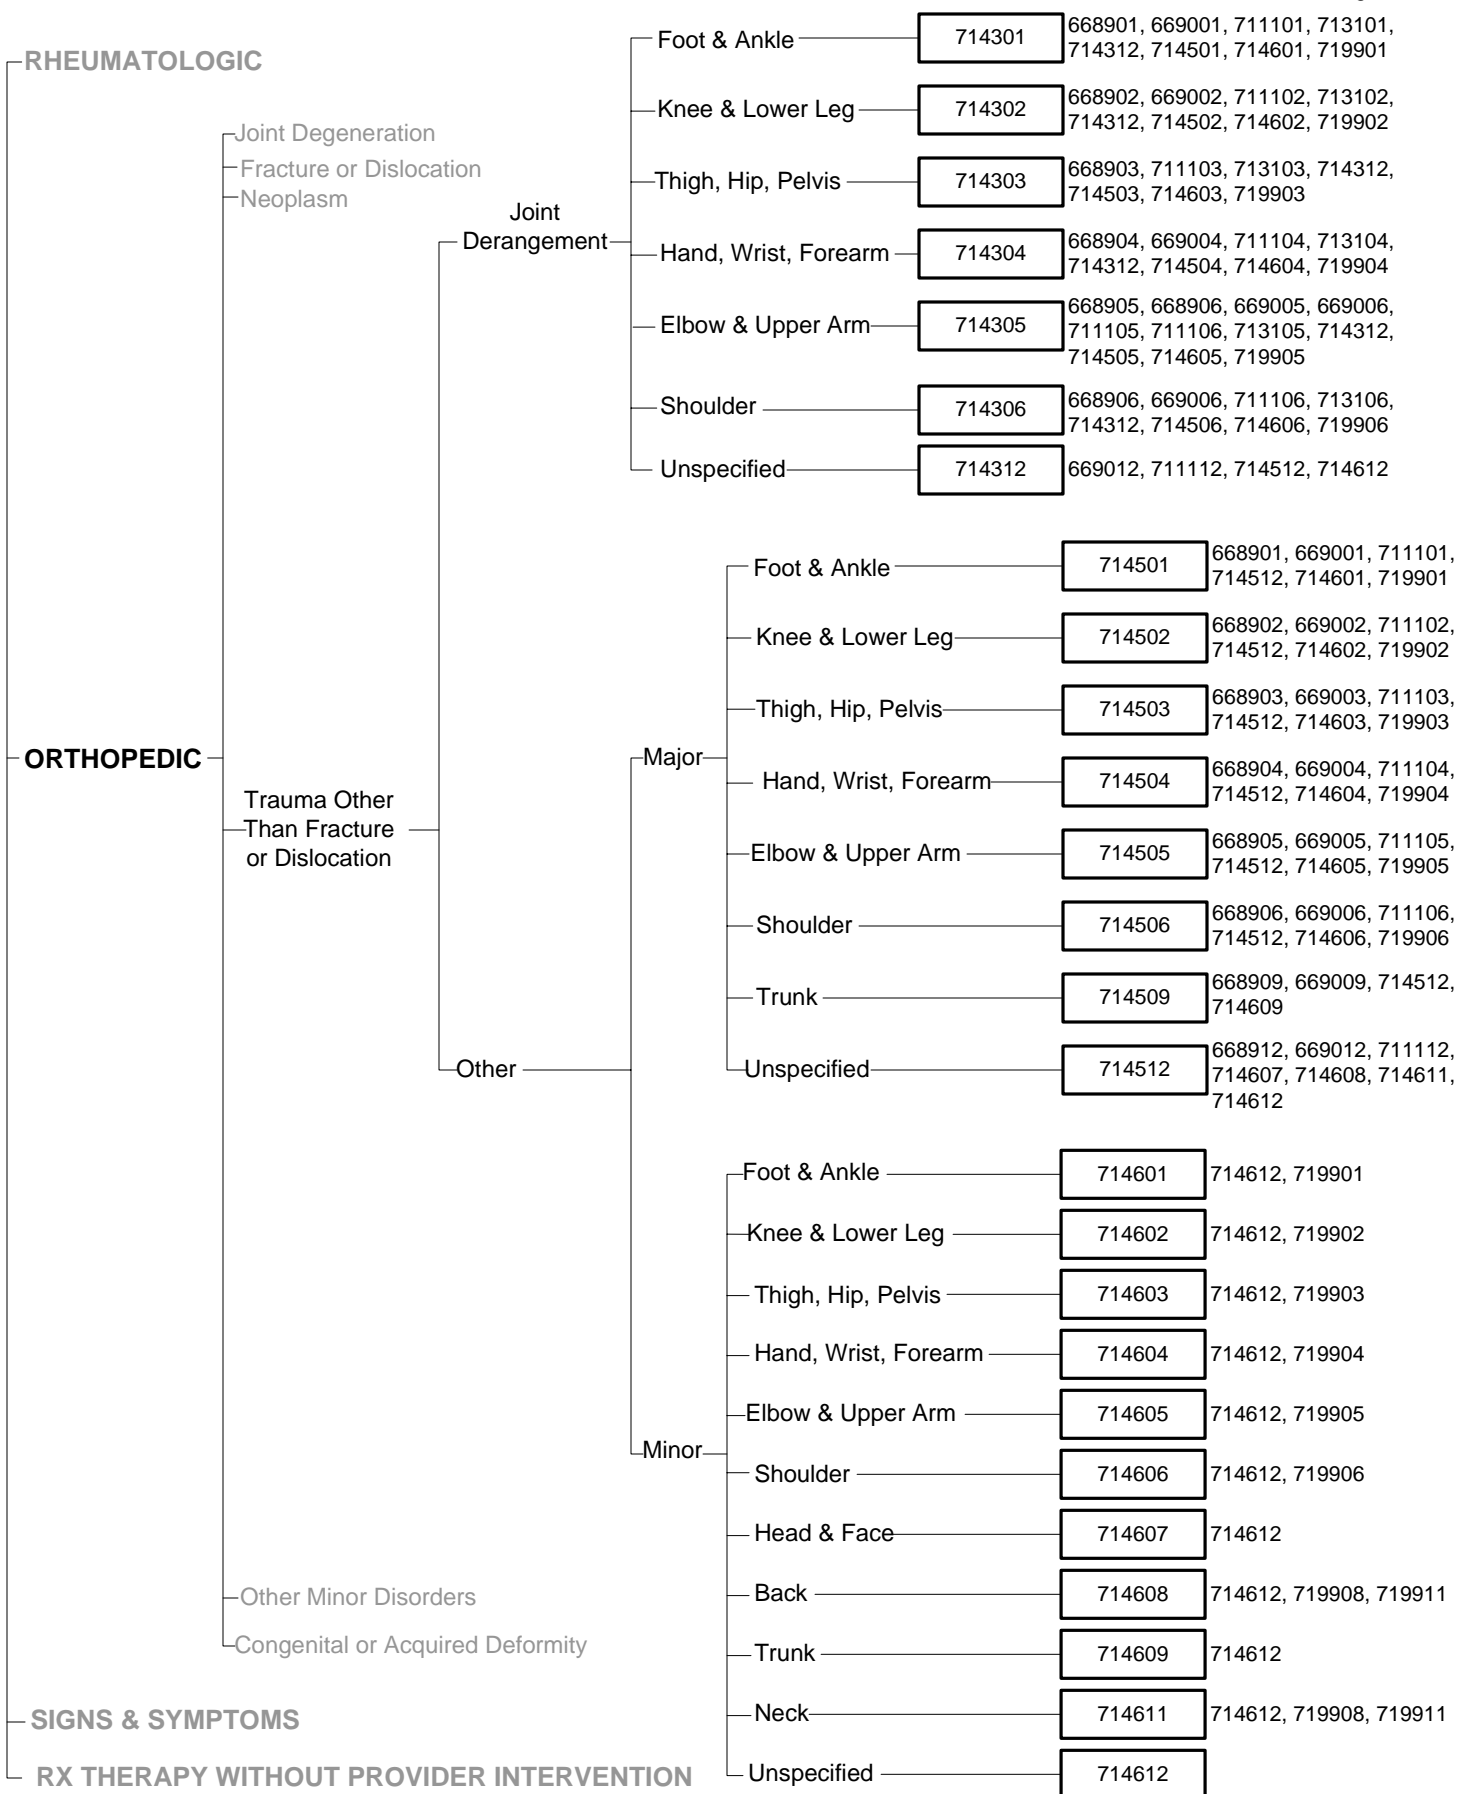 RHEUMATOLOGIC
Joint Degeneration
Fracture or Dislocation
Neoplasm
ORTHOPEDIC
Trauma Other
Than Fracture
or Dislocation
Joint
Derangement
Foot & Ankle
714301
668901, 669001, 711101, 713101,
714312, 714501, 714601, 719901
Knee & Lower Leg
714302
668902, 669002, 711102, 713102,
714312, 714502, 714602, 719902
Thigh, Hip, Pelvis
714303
668903, 711103, 713103, 714312,
714503, 714603, 719903
Hand, Wrist, Forearm
714304
668904, 669004, 711104, 713104,
714312, 714504, 714604, 719904
Elbow & Upper Arm
714305
668905, 668906, 669005, 669006,
711105, 711106, 713105, 714312,
714505, 714605, 719905
Shoulder
714306
668906, 669006, 711106, 713106,
714312, 714506, 714606, 719906
Unspecified
714312
669012, 711112, 714512, 714612
Other
Major
Foot & Ankle
714501
668901, 669001, 711101,
714512, 714601, 719901
Knee & Lower Leg
714502
668902, 669002, 711102,
714512, 714602, 719902
Thigh, Hip, Pelvis
714503
668903, 669003, 711103,
714512, 714603, 719903
Hand, Wrist, Forearm
714504
668904, 669004, 711104,
714512, 714604, 719904
Elbow & Upper Arm
714505
668905, 669005, 711105,
714512, 714605, 719905
Shoulder
714506
668906, 669006, 711106,
714512, 714606, 719906
Trunk
714509
668909, 669009, 714512,
714609
Unspecified
714512
668912, 669012, 711112,
714607, 714608, 714611,
714612
Minor
Foot & Ankle
714601
714612, 719901
Knee & Lower Leg
714602
714612, 719902
Thigh, Hip, Pelvis
714603
714612, 719903
Hand, Wrist, Forearm
714604
714612, 719904
Elbow & Upper Arm
714605
714612, 719905
Shoulder
714606
714612, 719906
Head & Face
714607
714612
Back
714608
714612, 719908, 719911
Trunk
714609
714612
Neck
714611
714612, 719908, 719911
Unspecified
714612
Other Minor Disorders
Congenital or Acquired Deformity
SIGNS & SYMPTOMS
RX THERAPY WITHOUT PROVIDER INTERVENTION